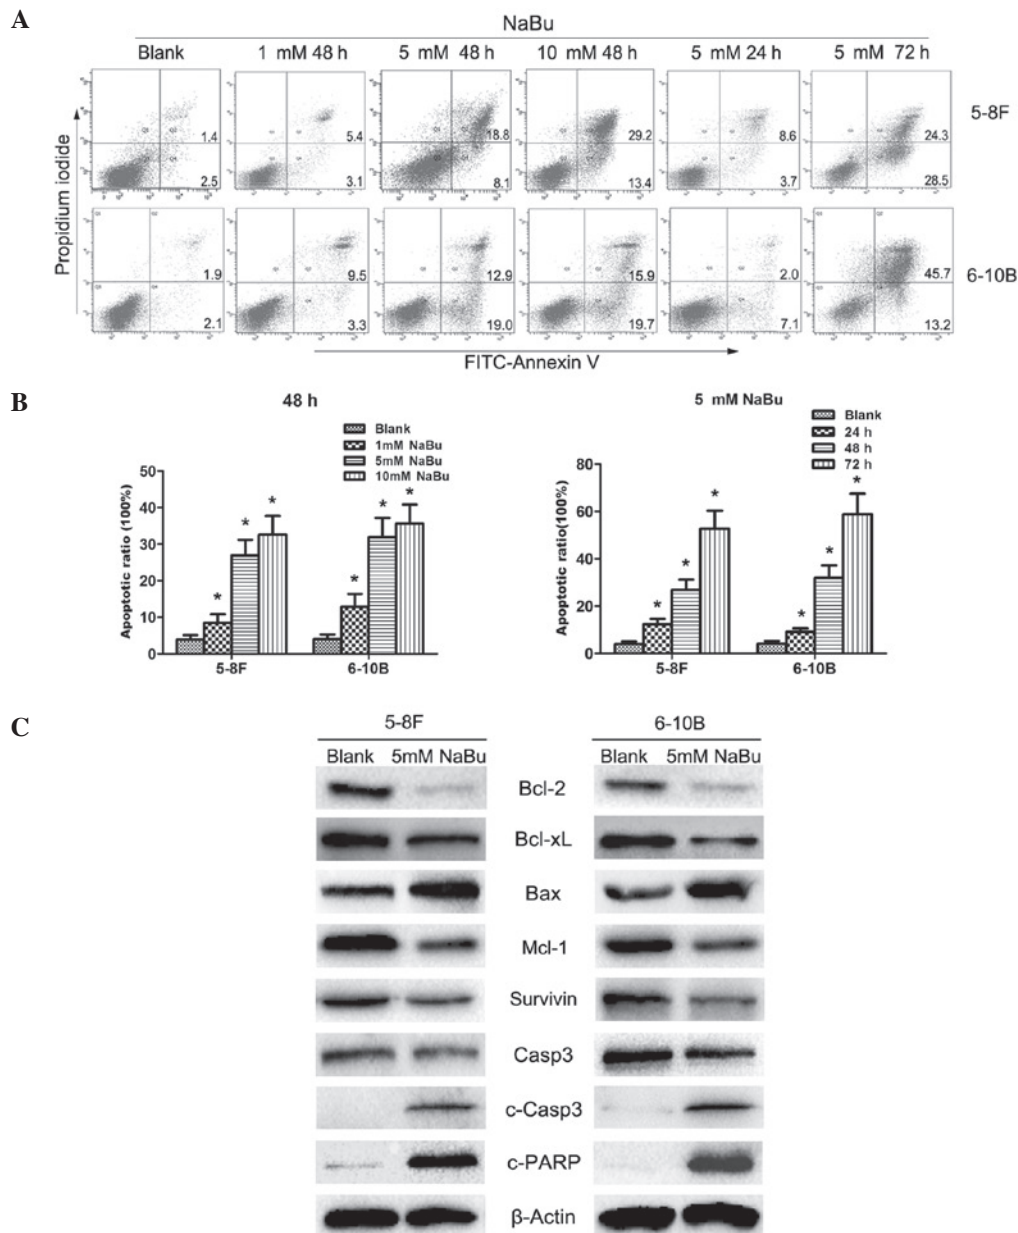 A
NaBu
Blank 1 mM 48 h 5 mM 48 h 10 mM 48 h 5 mM 24 h 5 mM 72 h
Propidium iodide
1.4 5.4 18.8 29.2 8.6 24.3
5-8F
2.5 3.1 8.1 13.4 3.7 28.5
1.9 9.5 12.9 15.9 2.0 45.7
6-10B
2.1 3.3 19.0 19.7 7.1 13.2
FITC-Annexin V
B
48 h
Blank
1mM NaBu
5mM NaBu
10mM NaBu
Apoptotic ratio (100%)
50
40
30
20
10
0
* * * * * *
5-8F 6-10B
5 mM NaBu
Blank
24 h
48 h
72 h
Apoptotic ratio(100%)
80
60
40
20
0
* * * * * *
5-8F 6-10B
C
5-8F 6-10B
Blank 5mM NaBu Blank 5mM NaBu
Bcl-2
Bcl-xL
Bax
Mcl-1
Survivin
Casp3
c-Casp3
c-PARP
β-Actin